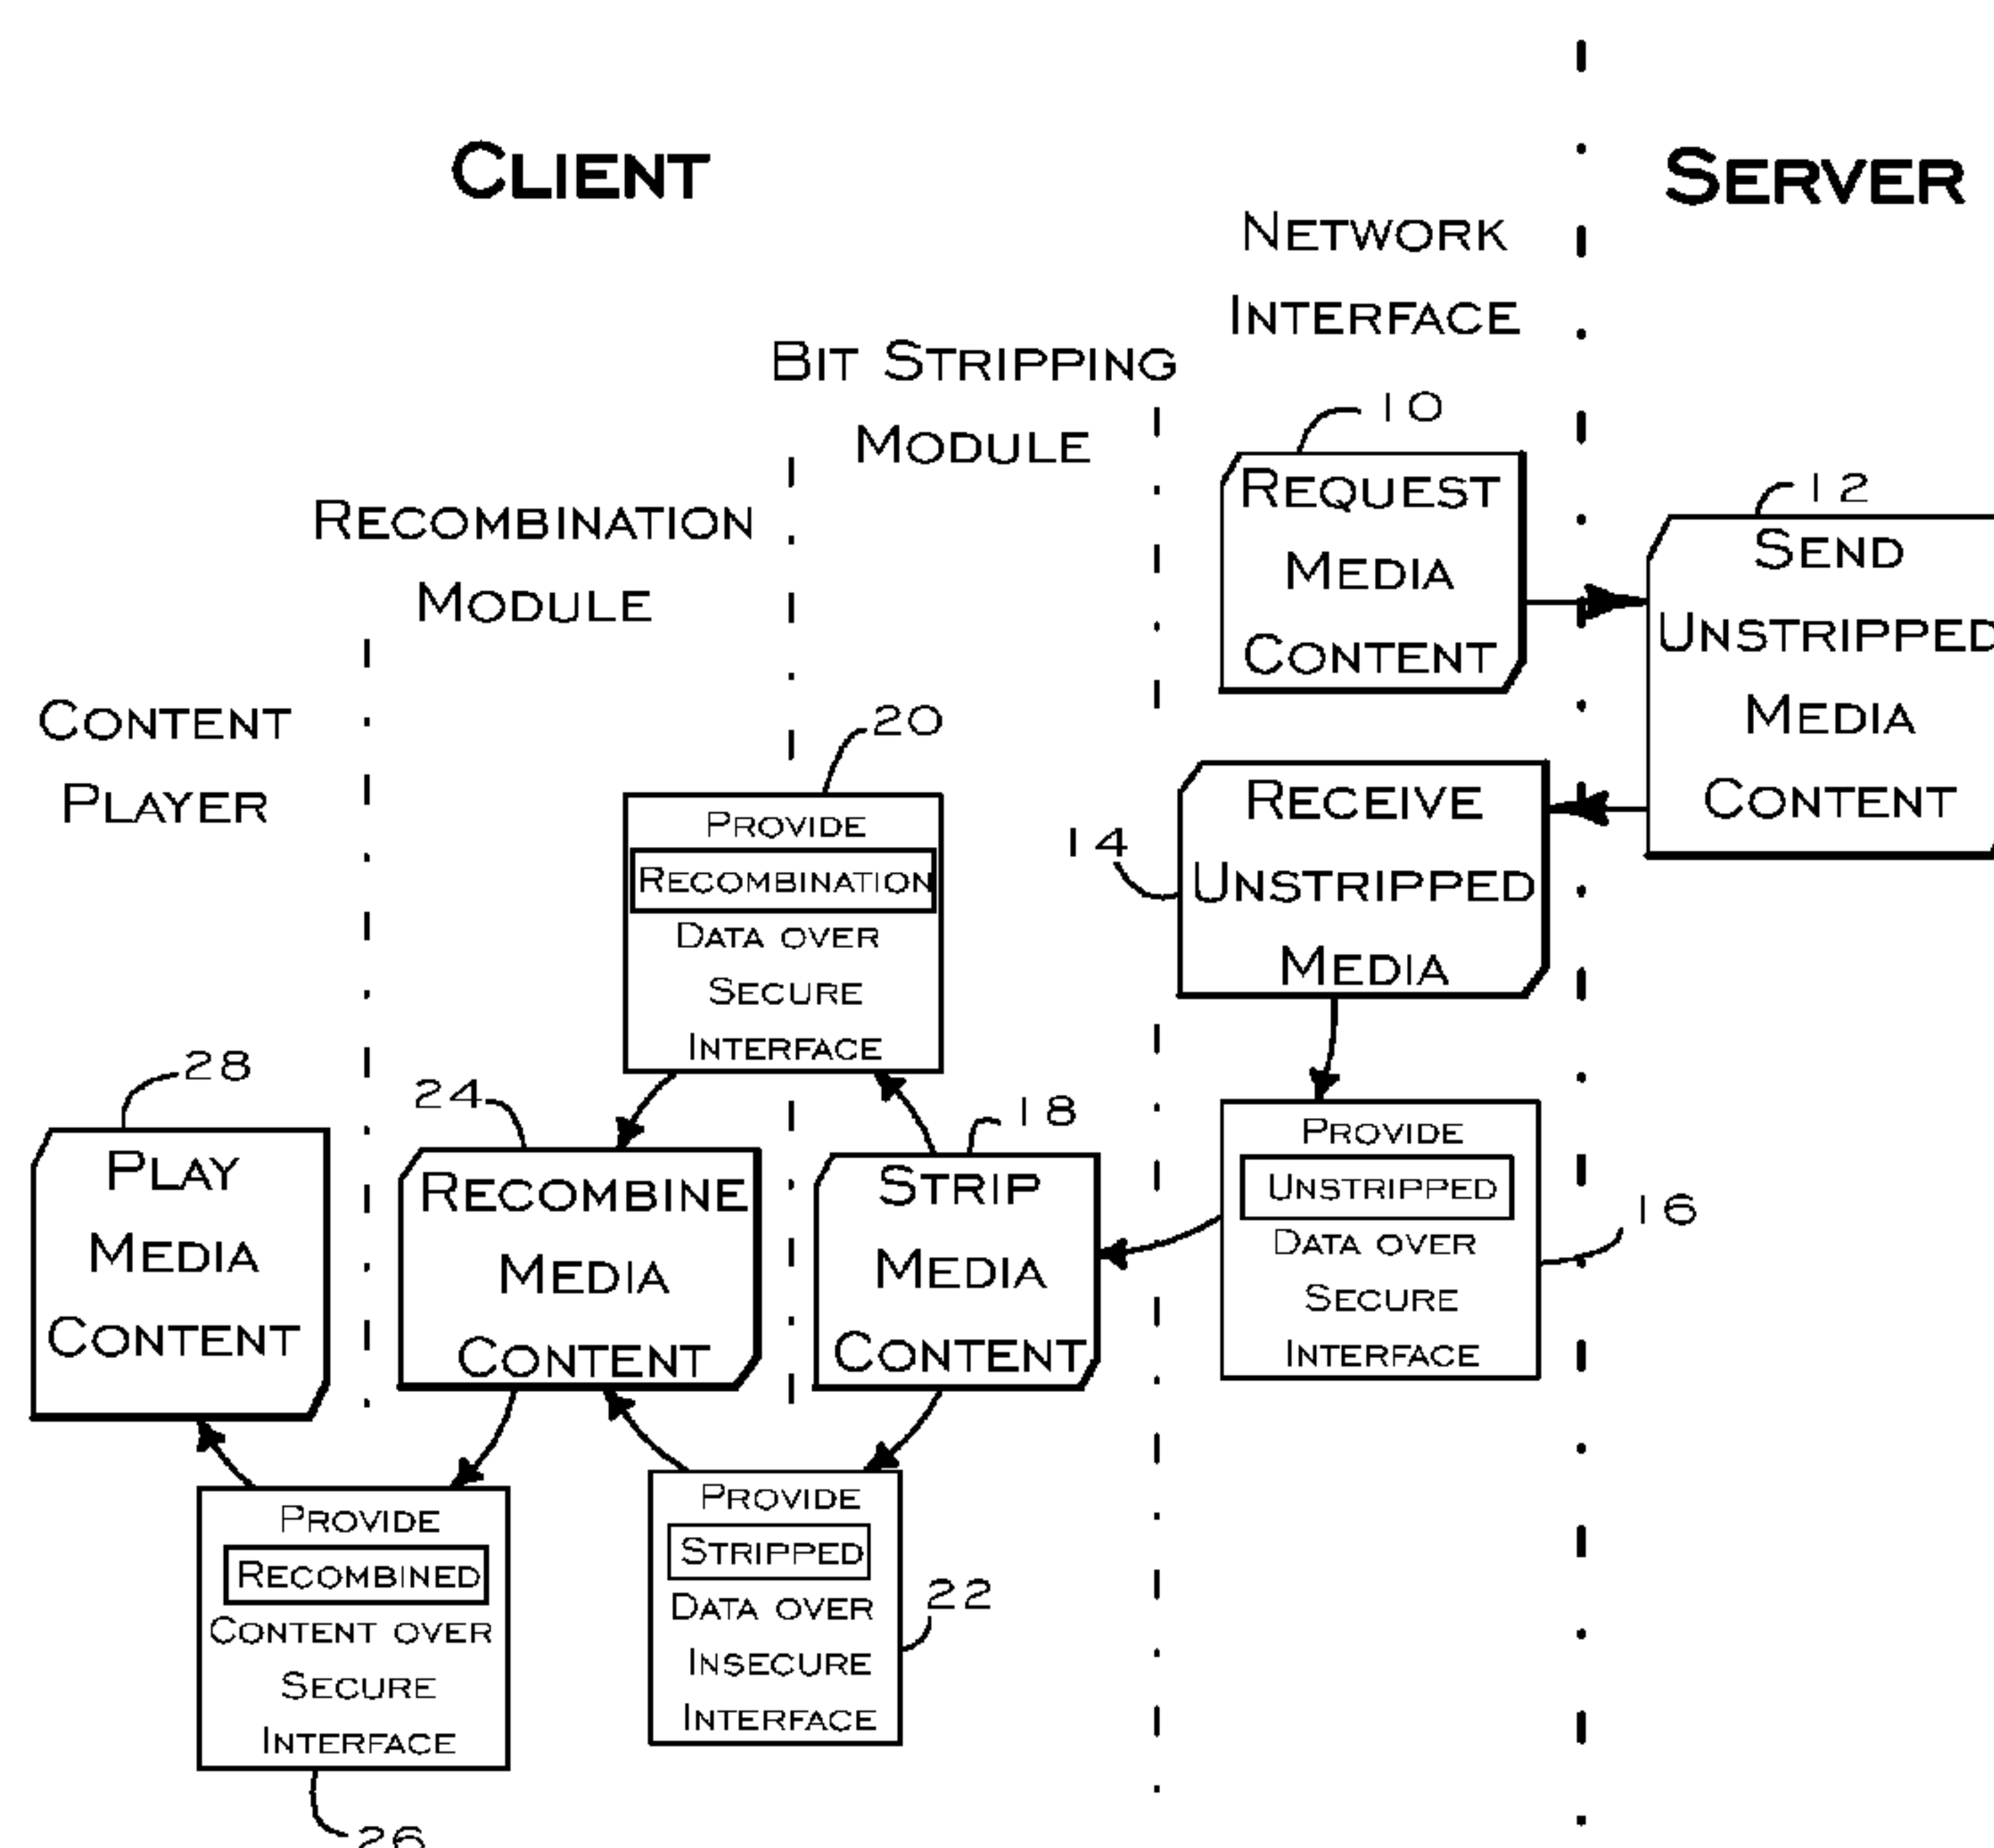 CLIENT
SERVER
NETWORK
INTERFACE
BIT STRIPPING
MODULE
RECOMBINATION
MODULE
CONTENT
PLAYER
10
REQUEST
MEDIA
CONTENT
12
SEND
UNSTRIPPED
MEDIA
CONTENT
14
RECEIVE
UNSTRIPPED
MEDIA
16
PROVIDE
UNSTRIPPED
DATA OVER
SECURE
INTERFACE
18
STRIP
MEDIA
CONTENT
20
PROVIDE
RECOMBINATION
DATA OVER
SECURE
INTERFACE
22
PROVIDE
STRIPPED
DATA OVER
INSECURE
INTERFACE
24
RECOMBINE
MEDIA
CONTENT
26
PROVIDE
RECOMBINED
CONTENT OVER
SECURE
INTERFACE
28
PLAY
MEDIA
CONTENT